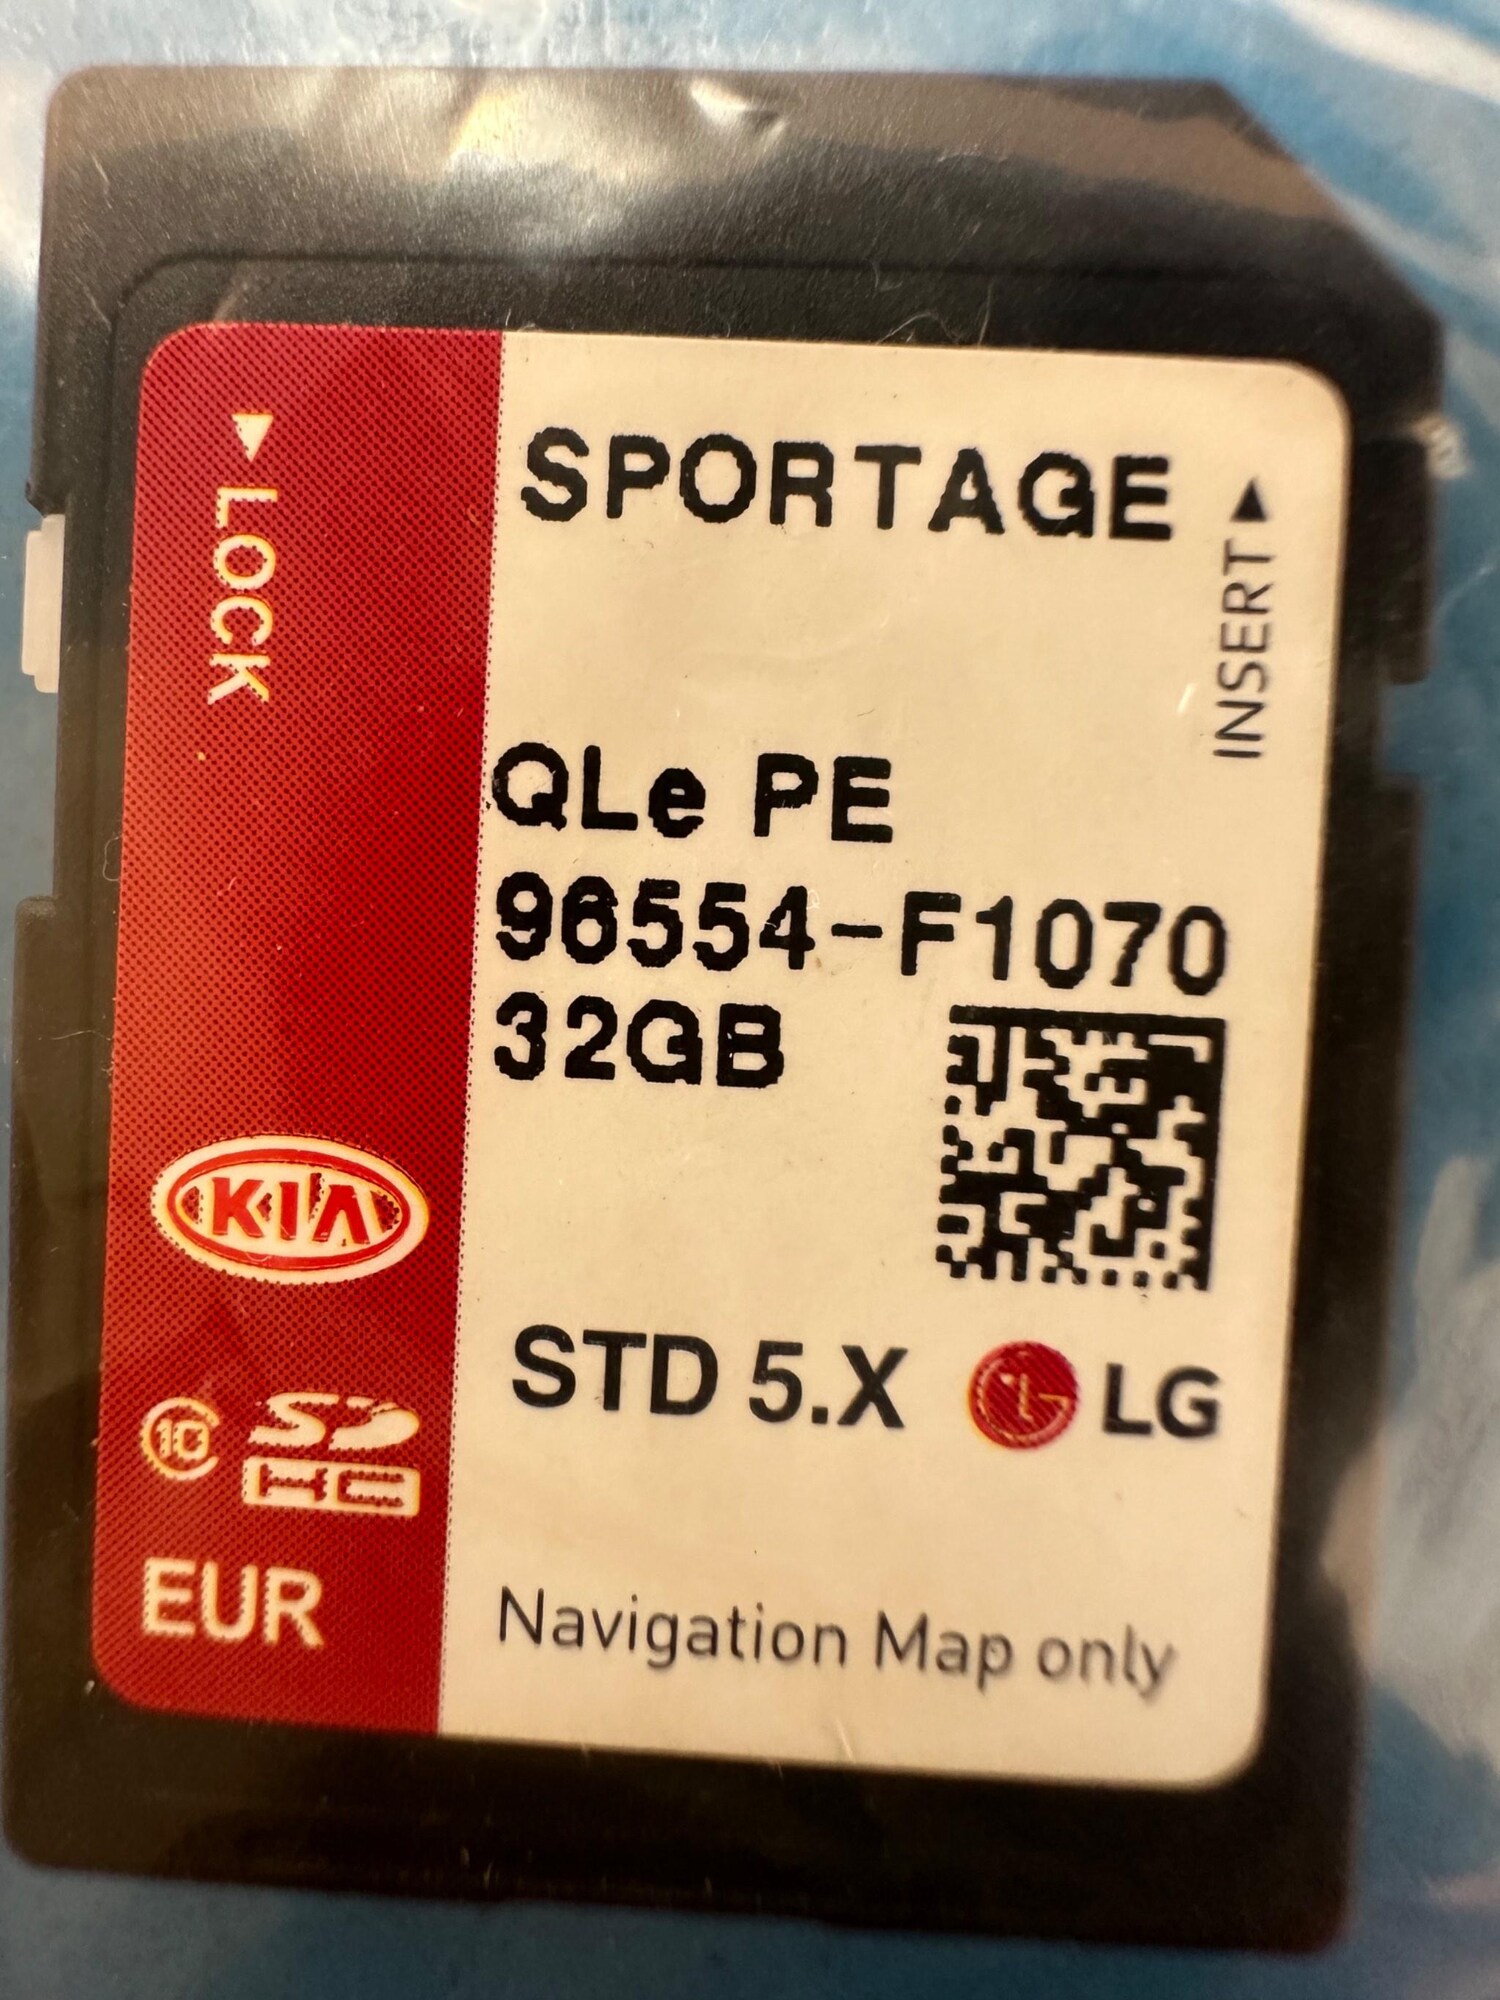 SPORTAGE
LOCK
INSERT
QLe PE
96554-F1070
32GB
KIA
STD 5.X LG
10
SD
HC
EUR
Navigation Map only